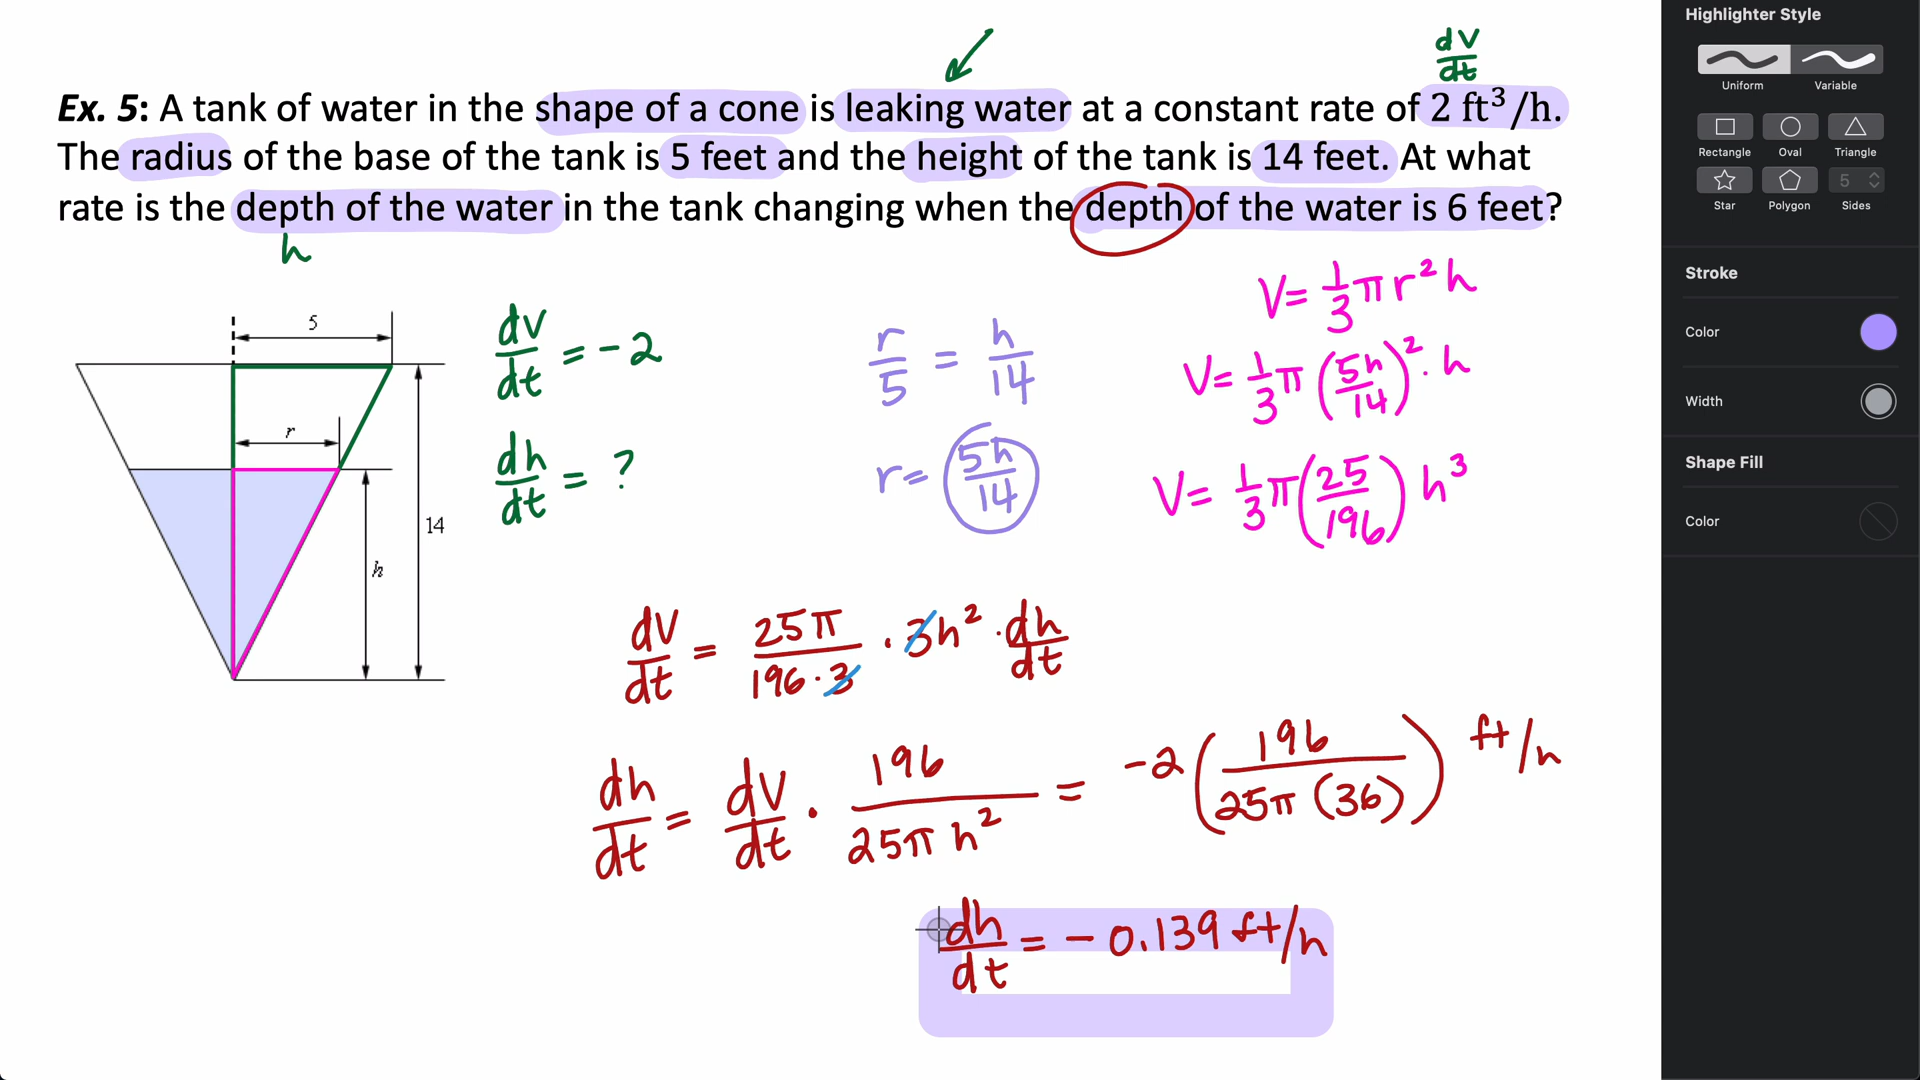 dV/dt
Ex. 5: A tank of water in the shape of a cone is leaking water at a constant rate of 2 ft³/h.
The radius of the base of the tank is 5 feet and the height of the tank is 14 feet. At what
rate is the depth of the water in the tank changing when the depth of the water is 6 feet?
h
5
r
14
h
dV/dt = -2
dh/dt = ?
r/5 = h/14
r = 5h/14
V = 1/3 π r² h
V = 1/3 π (5h/14)² · h
V = 1/3 π (25/196) h³
dV/dt = 25π/196·3 · 3h² · dh/dt
dh/dt = dV/dt · 196/25πh² = -2 (196/25π(36)) ft/h
dh/dt = -0.139 ft/h
Highlighter Style
Uniform Variable
Rectangle Oval Triangle
5
Star Polygon Sides
Stroke
Color
Width
Shape Fill
Color